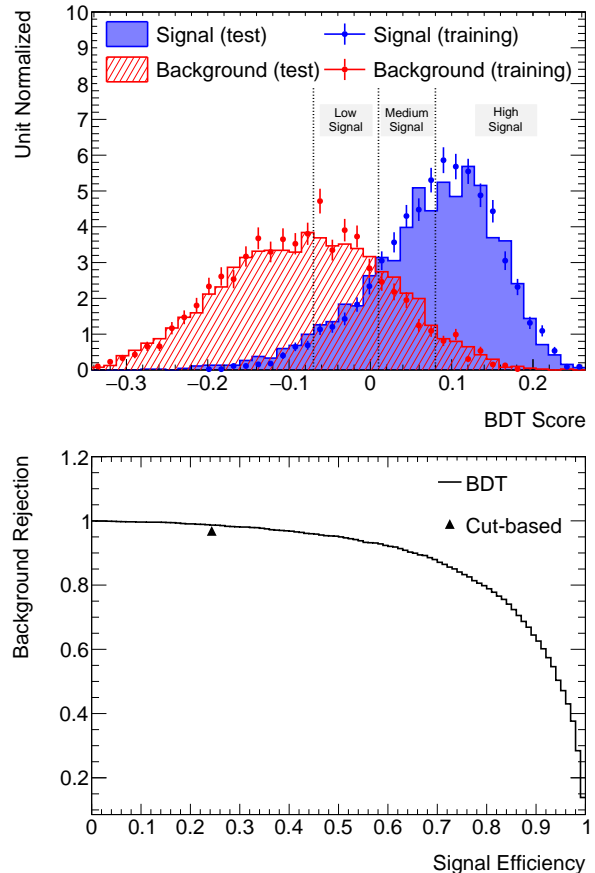 Unit Normalized
10
9
8
7
6
5
4
3
2
1
0
Signal (test)
Signal (training)
Background (test)
Background (training)
Low
Signal
Medium
Signal
High
Signal
−0.3
−0.2
−0.1
0
0.1
0.2
BDT Score
Background Rejection
1.2
1
0.8
0.6
0.4
0.2
BDT
Cut-based
0
0.1
0.2
0.3
0.4
0.5
0.6
0.7
0.8
0.9
1
Signal Efficiency